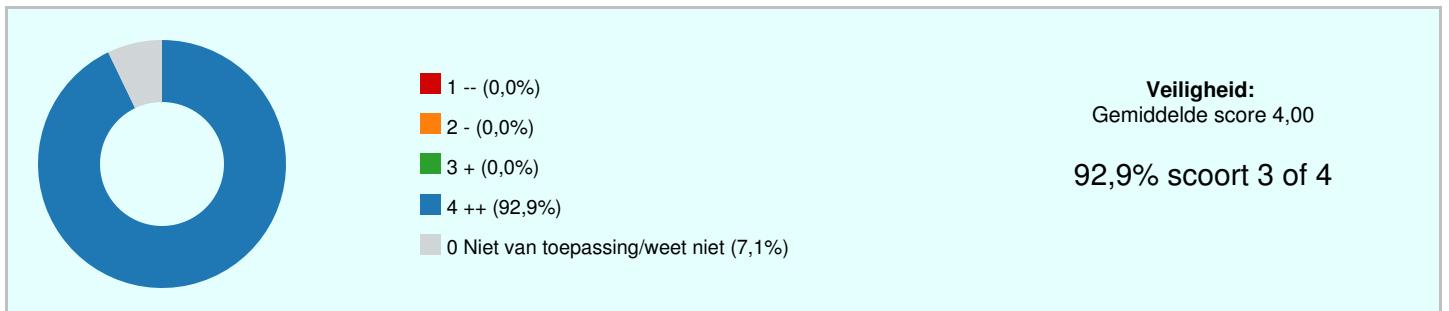 1 -- (0,0%)
2 - (0,0%)
3 + (0,0%)
4 ++ (92,9%)
0 Niet van toepassing/weet niet (7,1%)
Veiligheid:
Gemiddelde score 4,00
92,9% scoort 3 of 4